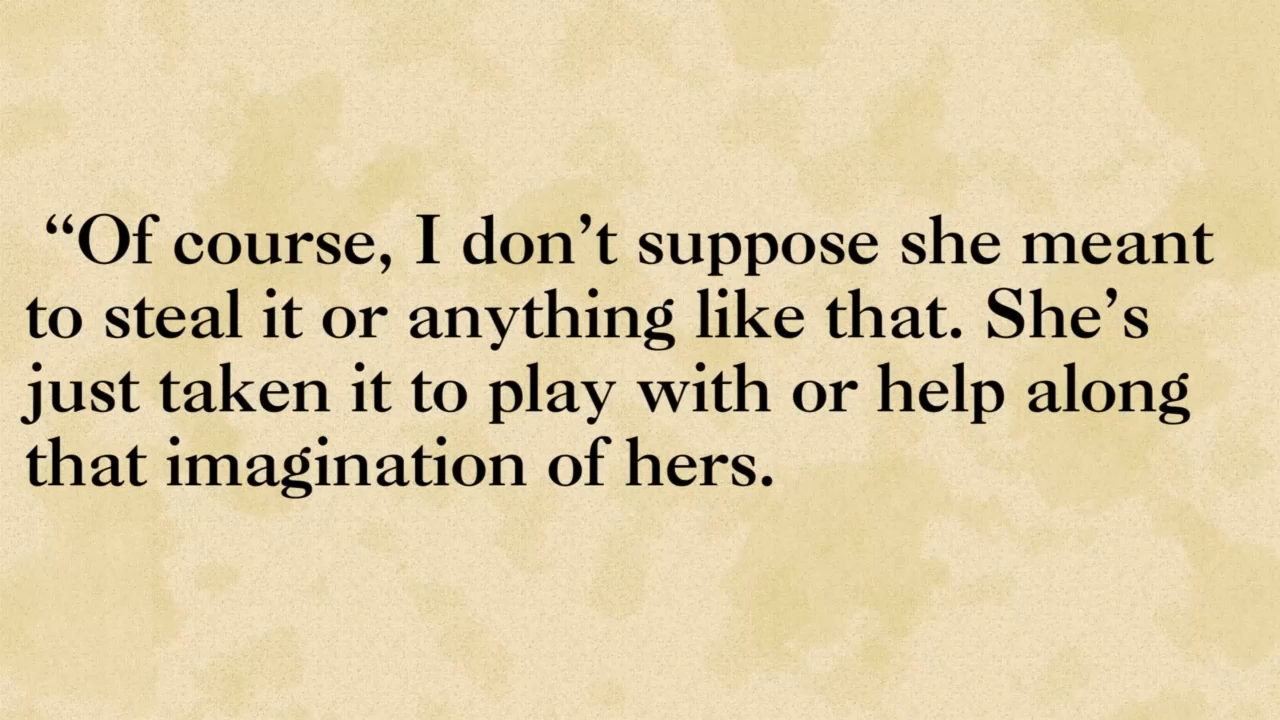 “Of course, I don’t suppose she meant
to steal it or anything like that. She’s
just taken it to play with or help along
that imagination of hers.